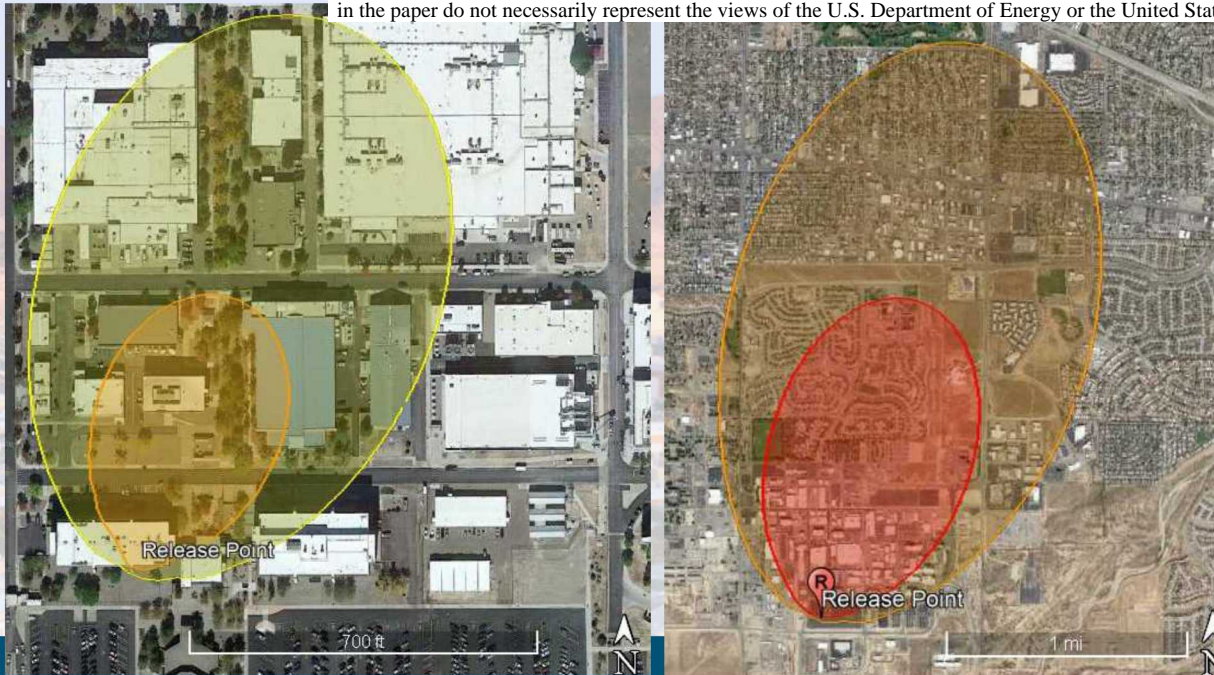 in the paper do not necessarily represent the views of the U.S. Department of Energy or the United Stat
Release Point
700 ft
N
R
Release Point
1 mi
N